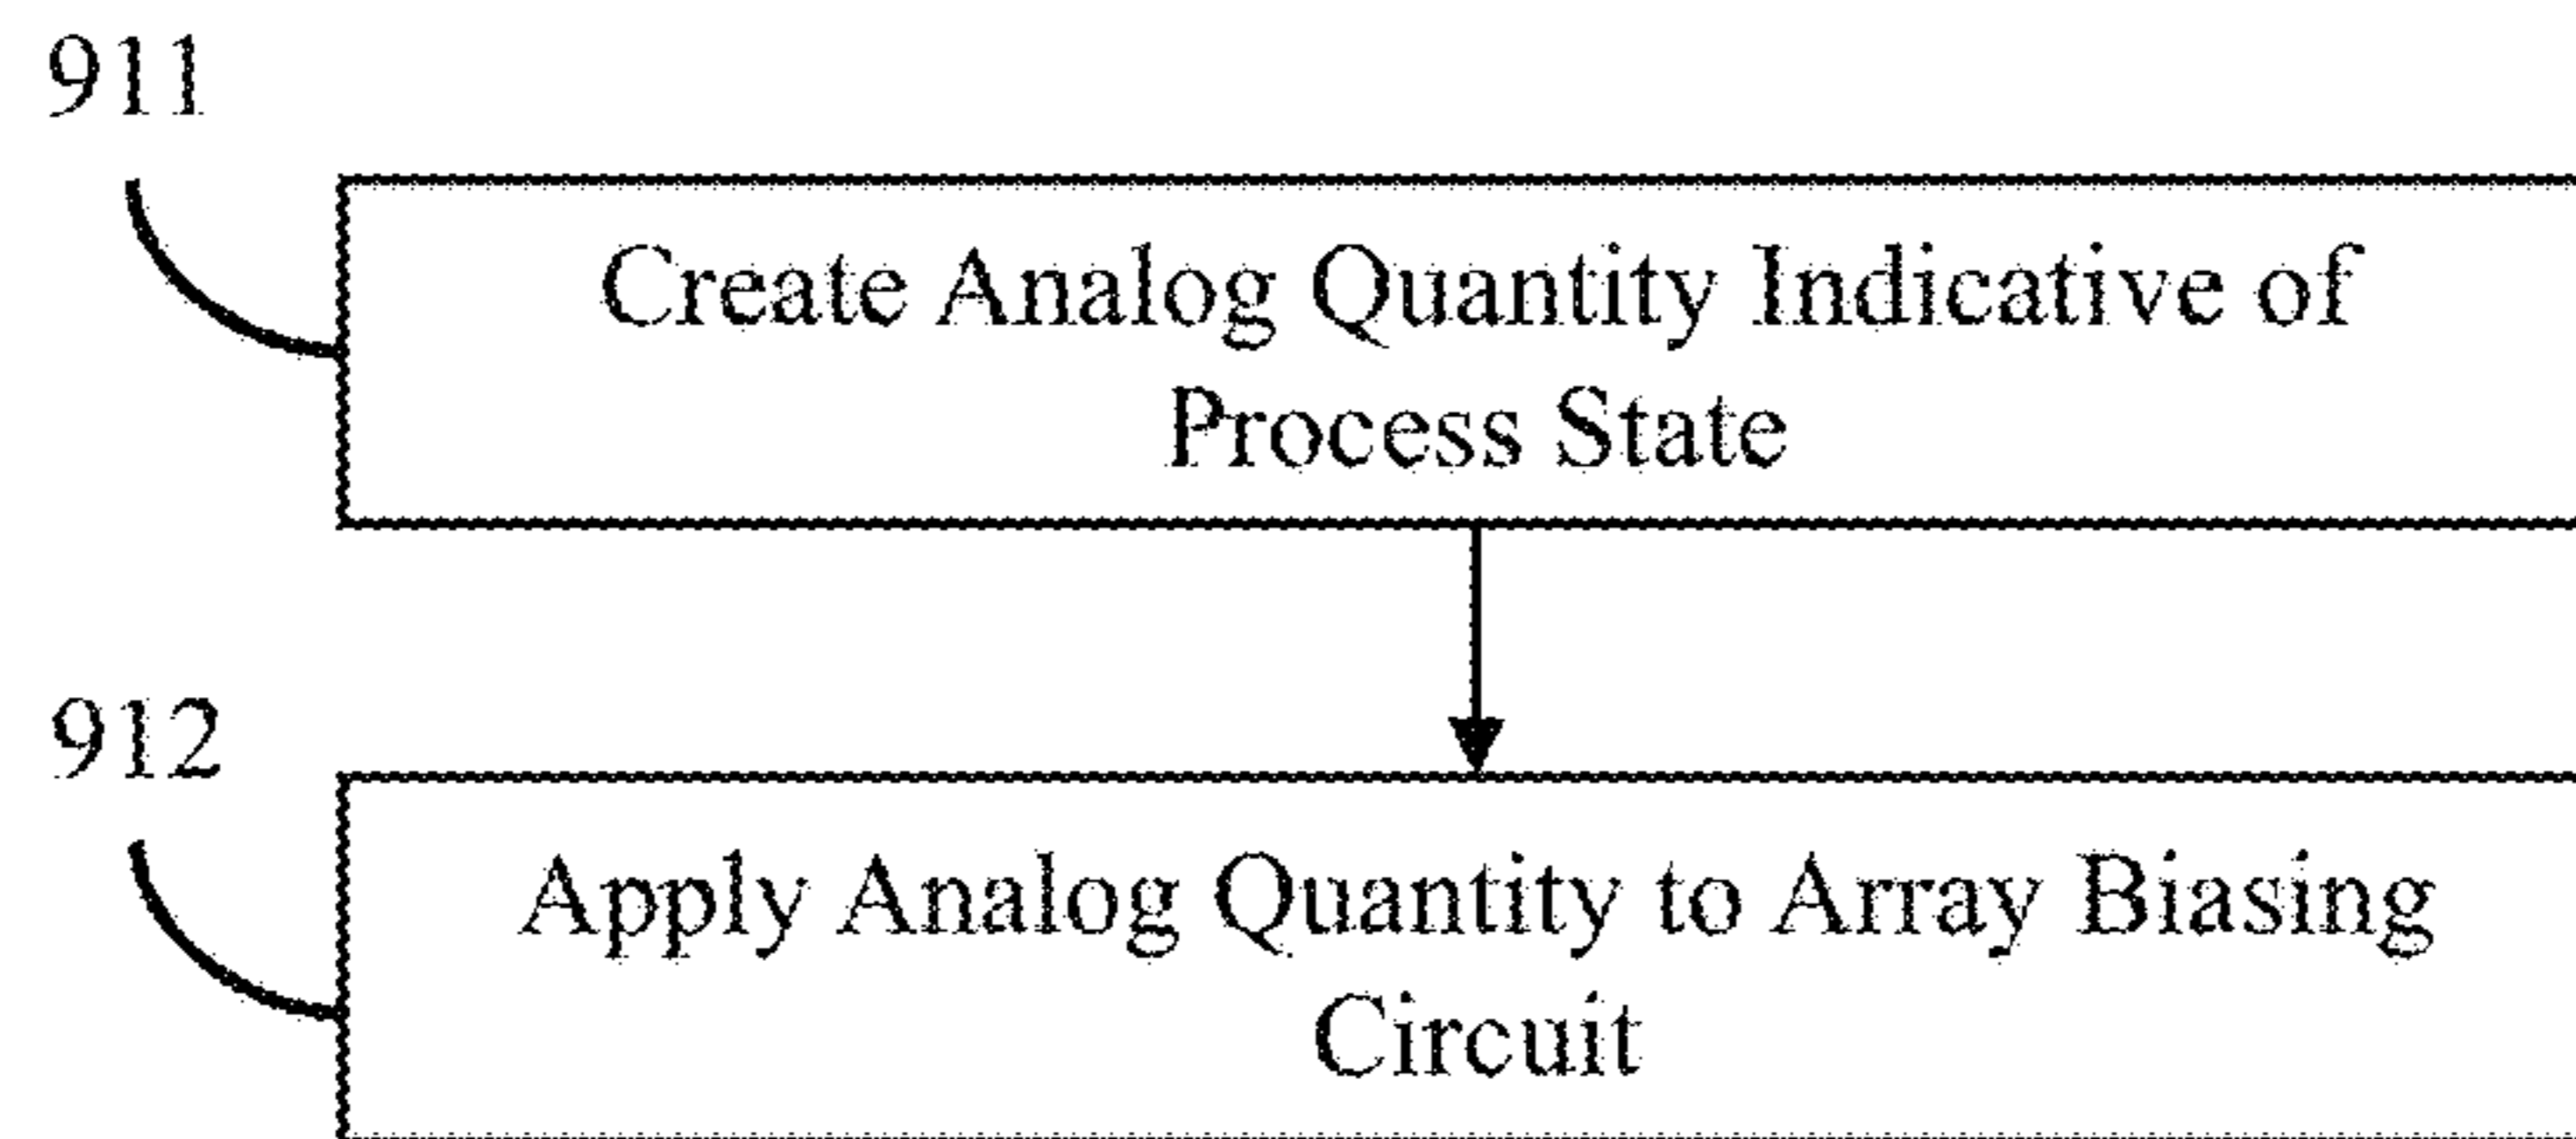 911
Create Analog Quantity Indicative of
Process State
912
Apply Analog Quantity to Array Biasing
Circuit